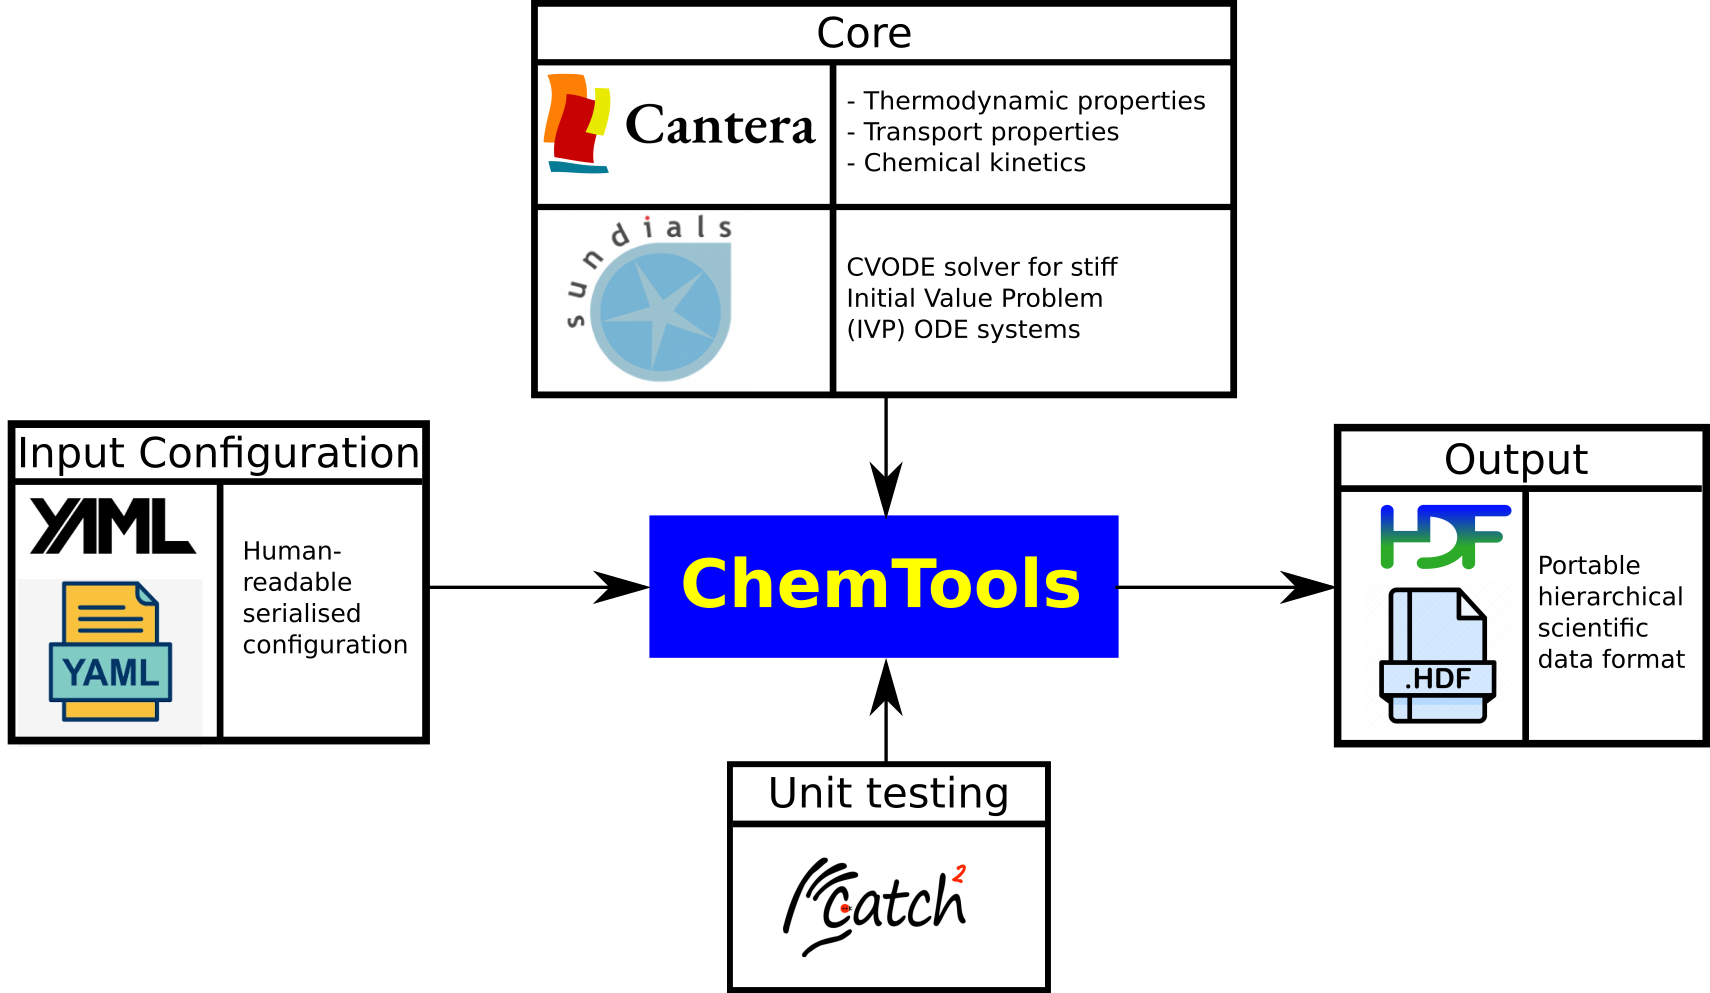 Core
Cantera
- Thermodynamic properties
- Transport properties
- Chemical kinetics
sundials
CVODE solver for stiff
Initial Value Problem
(IVP) ODE systems
Input Configuration
YAML
YAML
Human-
readable
serialised
configuration
ChemTools
Output
HDF
.HDF
Portable
hierarchical
scientific
data format
Unit testing
catch2